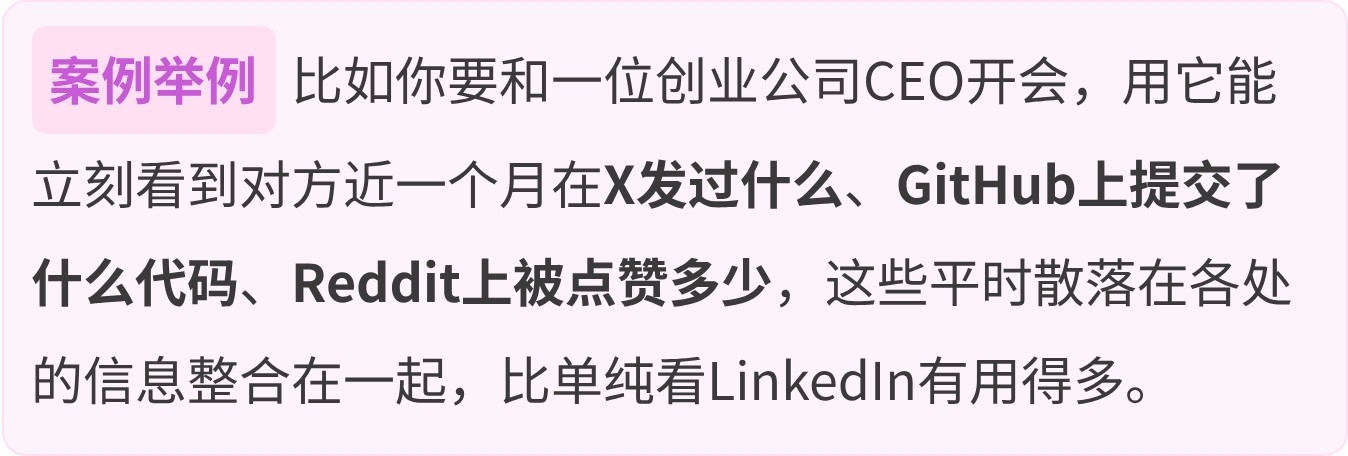 案例举例 比如你要和一位创业公司CEO开会，用它能
立刻看到对方近一个月在X发过什么、GitHub上提交了
什么代码、Reddit上被点赞多少，这些平时散落在各处
的信息整合在一起，比单纯看LinkedIn有用得多。